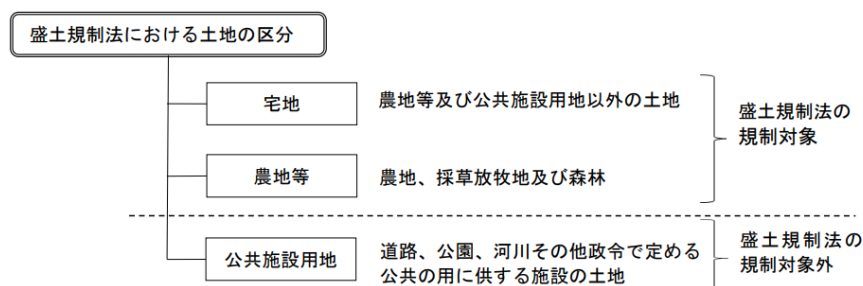 盛土規制法における土地の区分
宅地
農地等及び公共施設用地以外の土地
盛土規制法の
規制対象
農地等
農地、採草放牧地及び森林
公共施設用地
道路、公園、河川その他政令で定める
公共の用に供する施設の土地
盛土規制法の
規制対象外